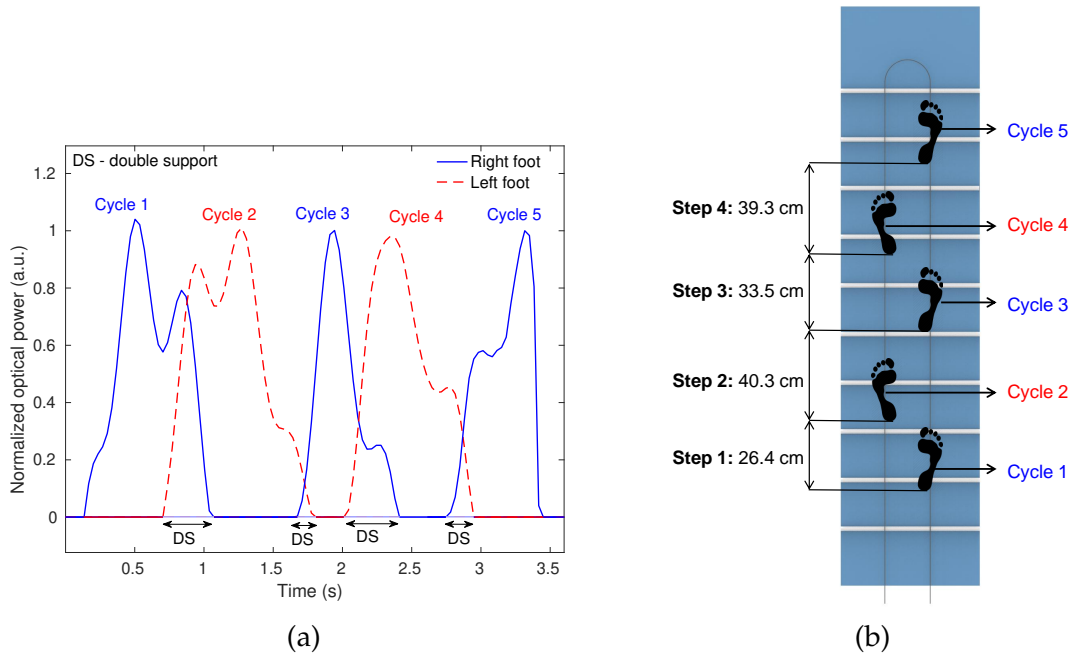 DS - double support
Right foot
Left foot
Cycle 1
Cycle 2
Cycle 3
Cycle 4
Cycle 5
Normalized optical power (a.u.)
1.2
1
0.8
0.6
0.4
0.2
0
DS
DS
DS
DS
0.5
1
1.5
2
2.5
3
3.5
Time (s)
(a)
Cycle 5
Step 4: 39.3 cm
Cycle 4
Step 3: 33.5 cm
Cycle 3
Step 2: 40.3 cm
Cycle 2
Step 1: 26.4 cm
Cycle 1
(b)